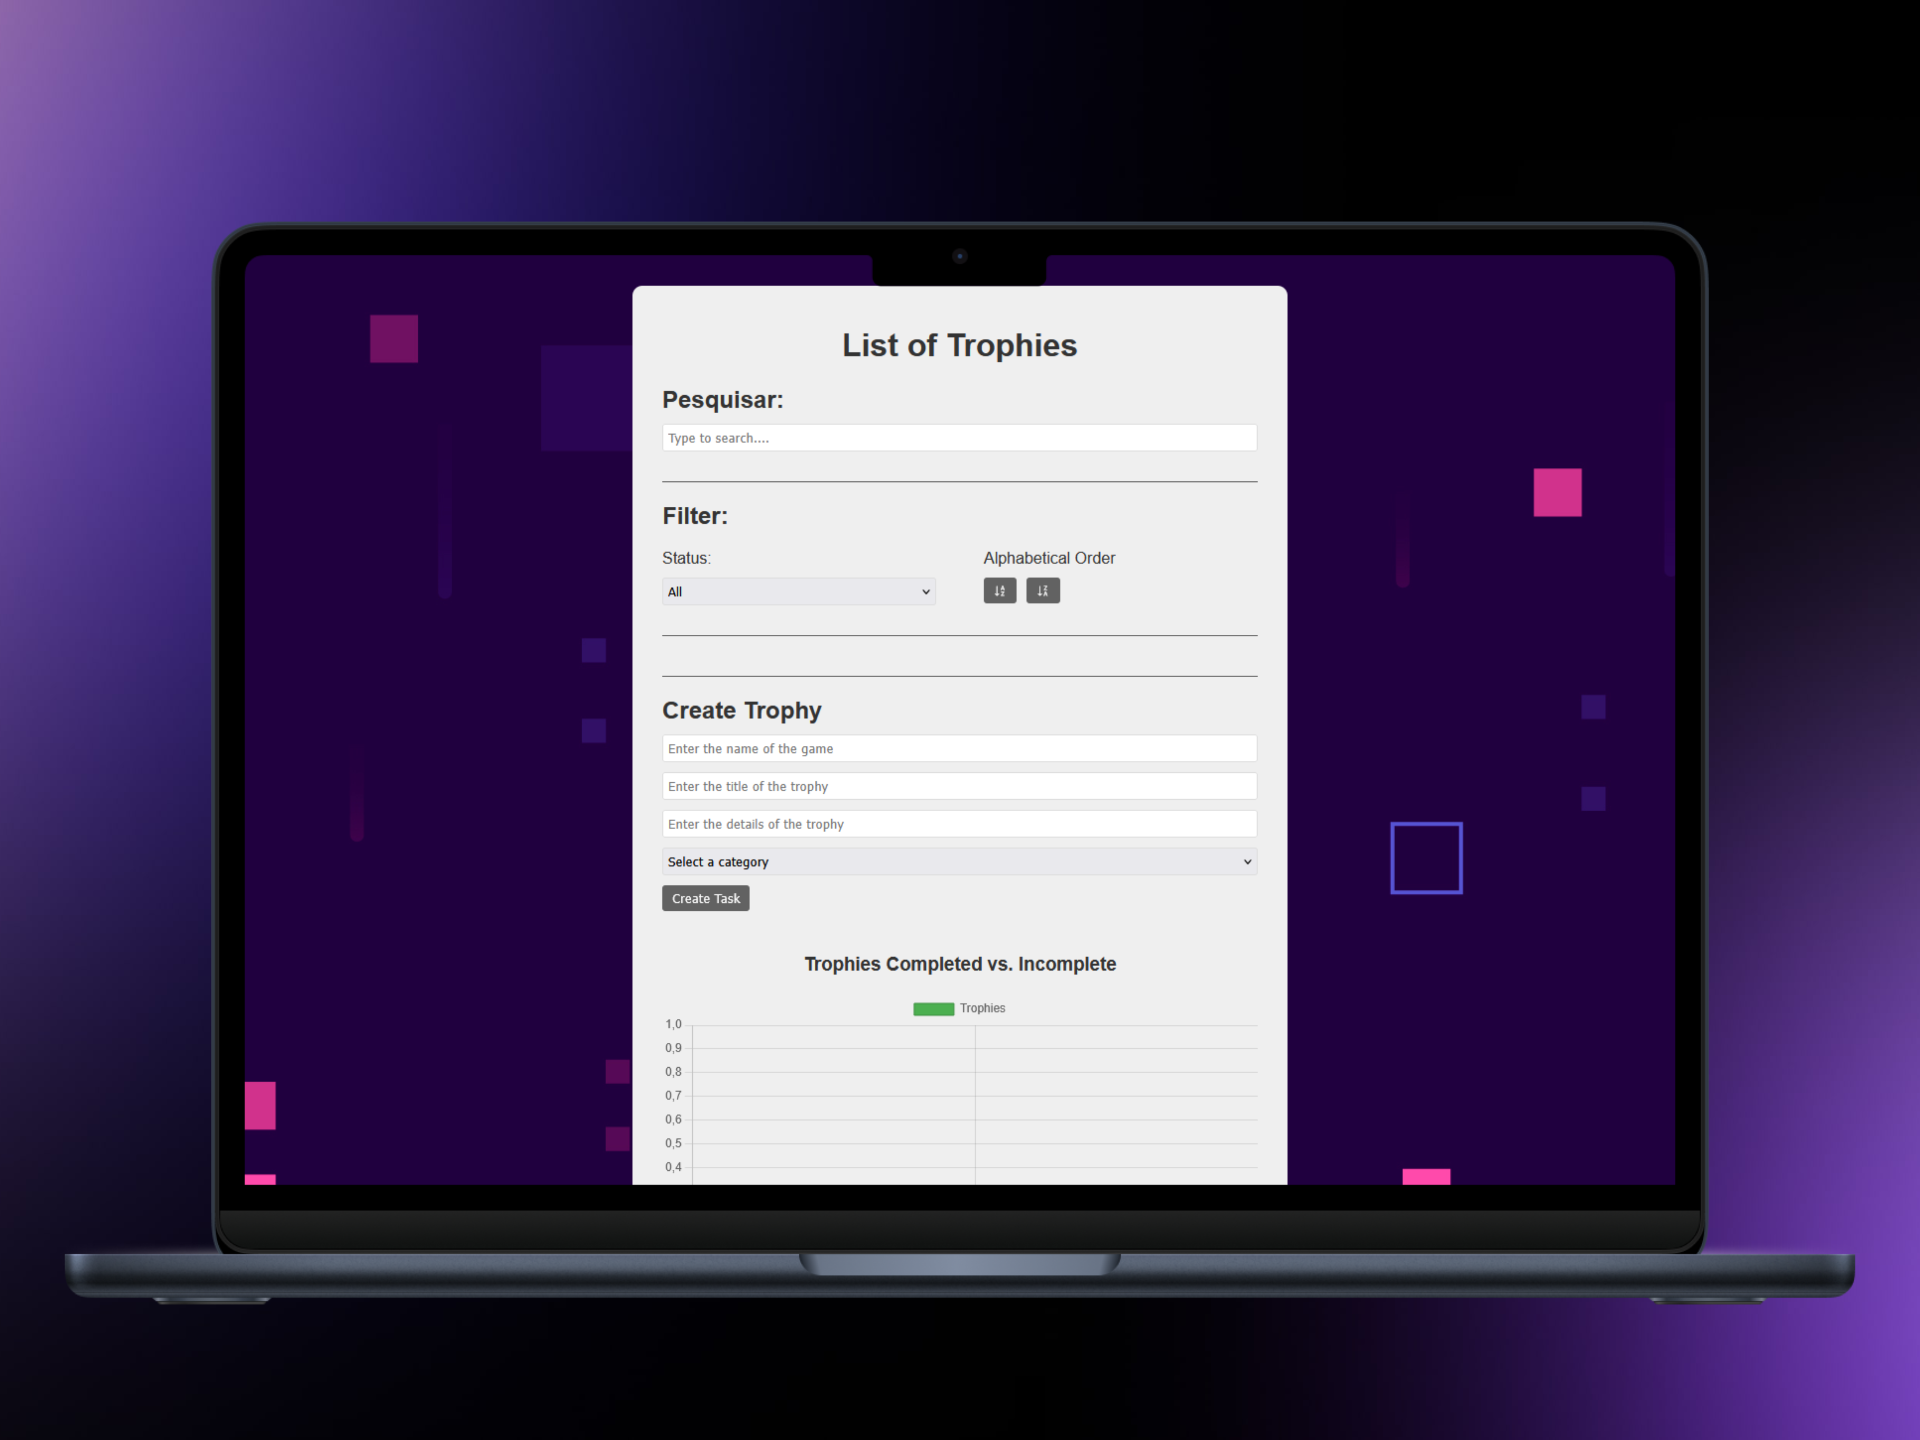 List of Trophies
Pesquisar:
Type to search....
Filter:
Status:
Alphabetical Order
All
A
Z
Z
A
Create Trophy
Enter the name of the game
Enter the title of the trophy
Enter the details of the trophy
Select a category
Create Task
Trophies Completed vs. Incomplete
Trophies
1,0
0,9
0,8
0,7
0,6
0,5
0,4